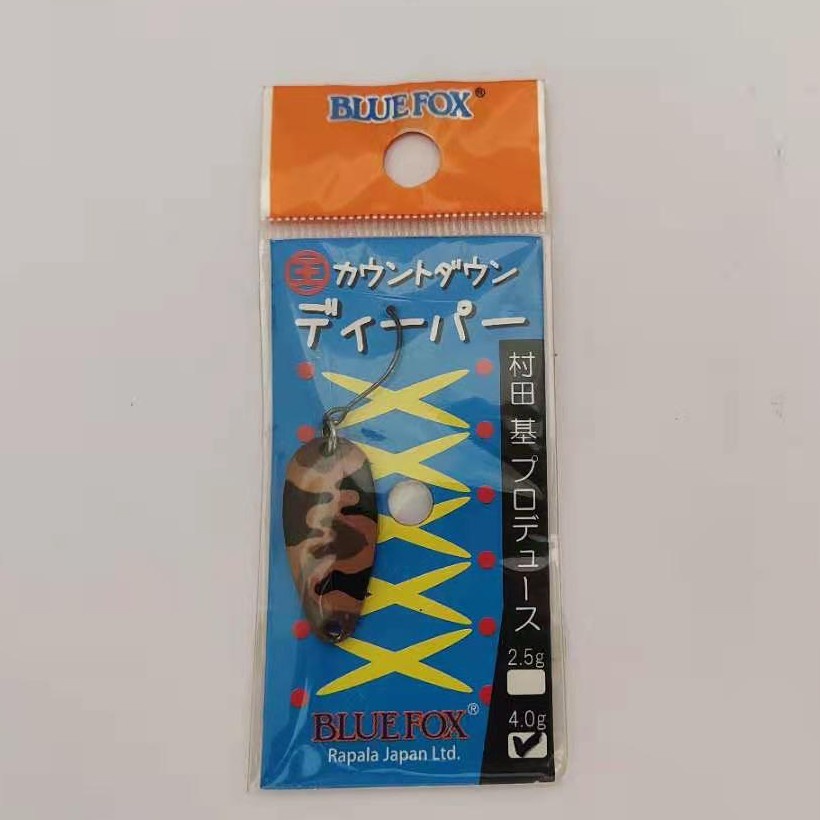 BLUE FOX®
王 カウントダウン
ディーパー
村田 基 プロデュース
2.5g
4.0g
BLUE FOX®
Rapala Japan Ltd.